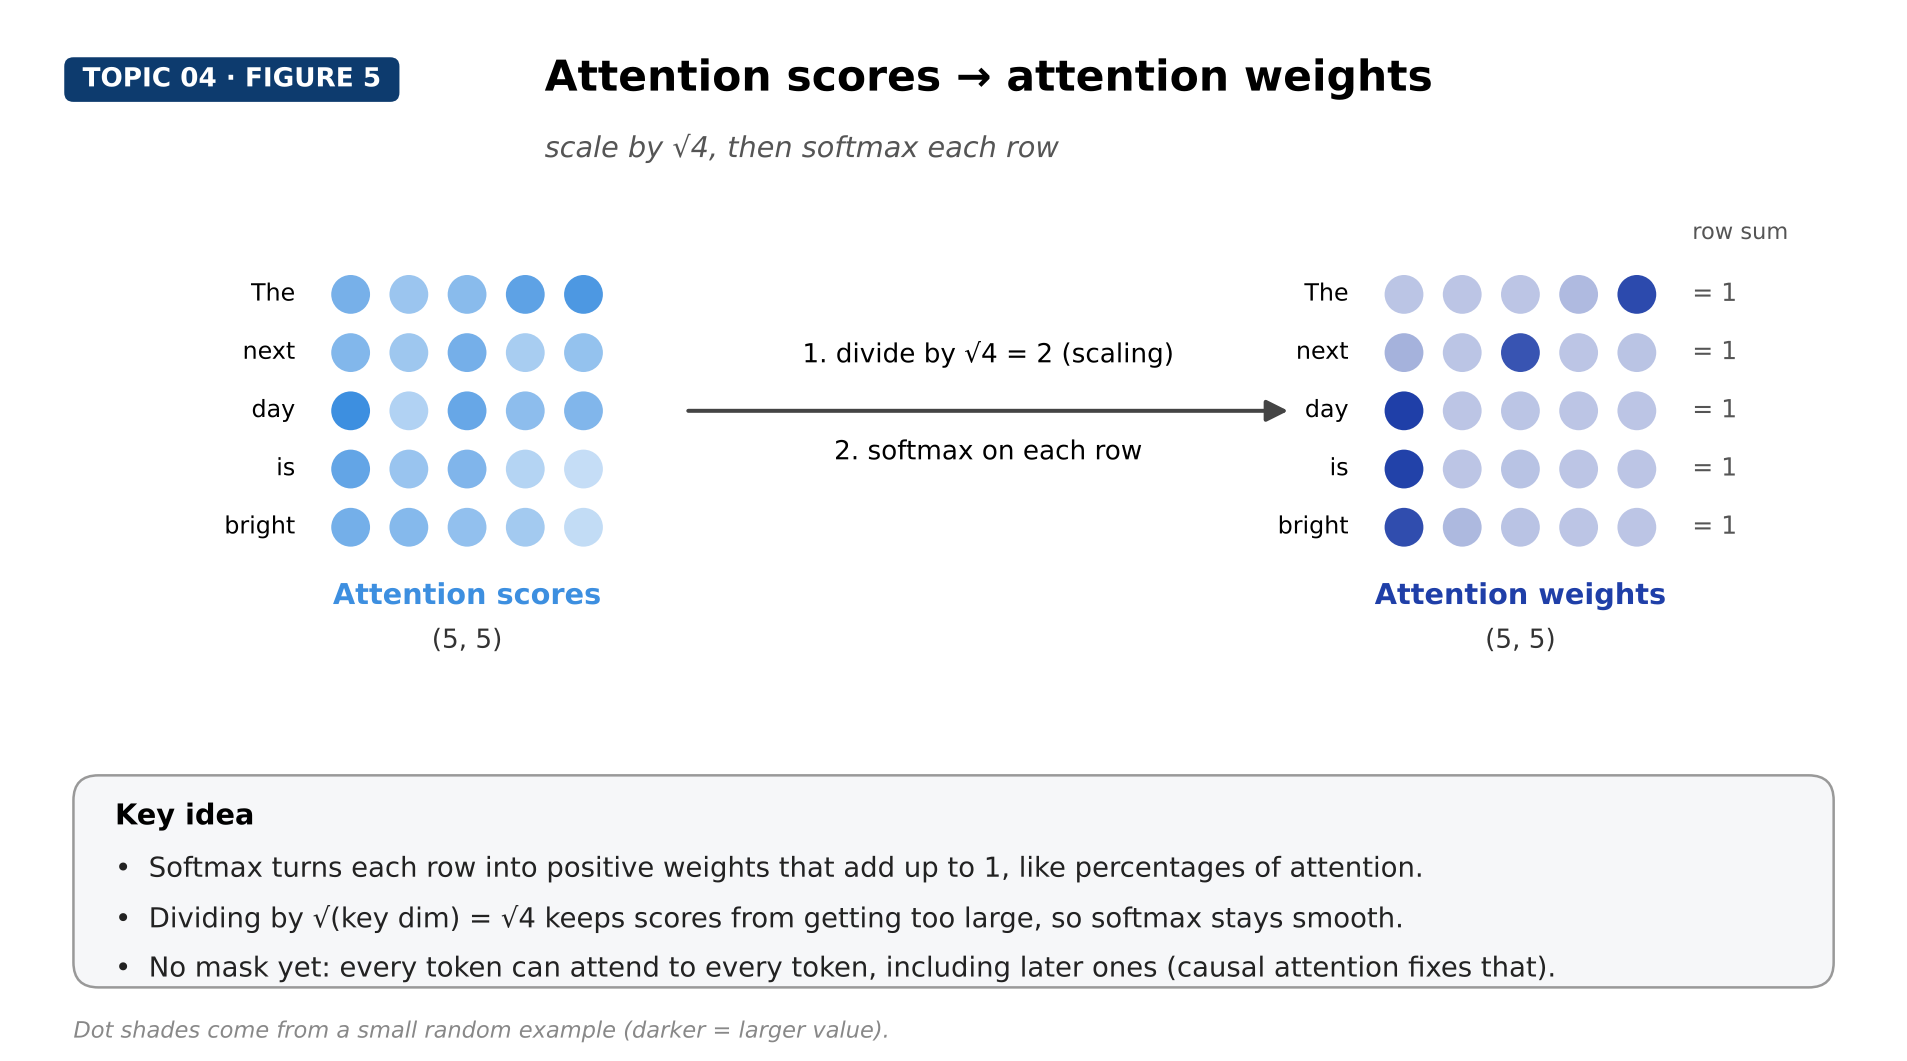 TOPIC 04 · FIGURE 5
Attention scores → attention weights
scale by √4, then softmax each row
row sum
The
next
day
is
bright
Attention scores
(5, 5)
1. divide by √4 = 2 (scaling)
2. softmax on each row
The = 1
next = 1
day = 1
is = 1
bright = 1
Attention weights
(5, 5)
Key idea
• Softmax turns each row into positive weights that add up to 1, like percentages of attention.
• Dividing by √(key dim) = √4 keeps scores from getting too large, so softmax stays smooth.
• No mask yet: every token can attend to every token, including later ones (causal attention fixes that).
Dot shades come from a small random example (darker = larger value).